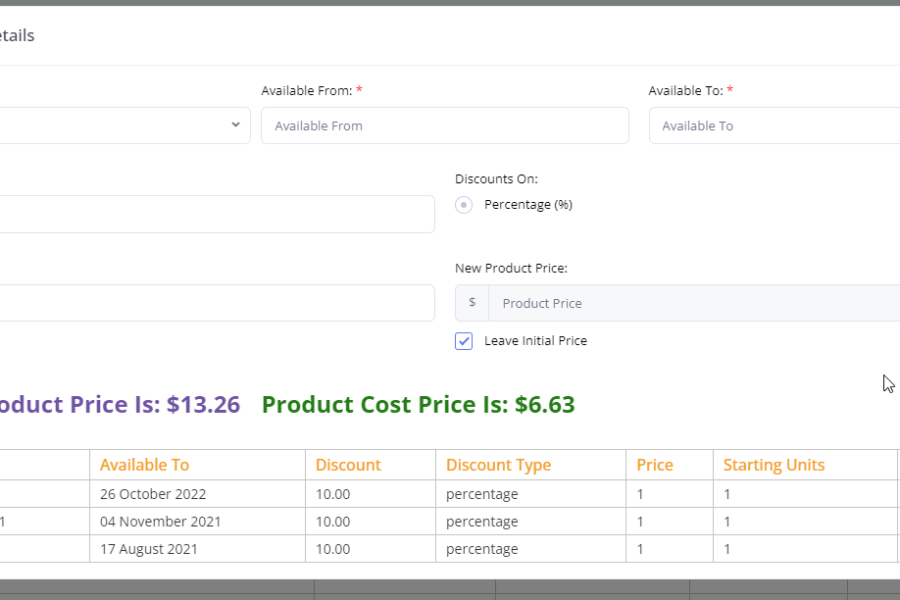 etails
Available From: * Available To: *
Available From Available To
Discounts On:
Percentage (%)
New Product Price:
$ Product Price
Leave Initial Price
oduct Price Is: $13.26 Product Cost Price Is: $6.63
Available To Discount Discount Type Price Starting Units
26 October 2022 10.00 percentage 1 1
1 04 November 2021 10.00 percentage 1 1
17 August 2021 10.00 percentage 1 1